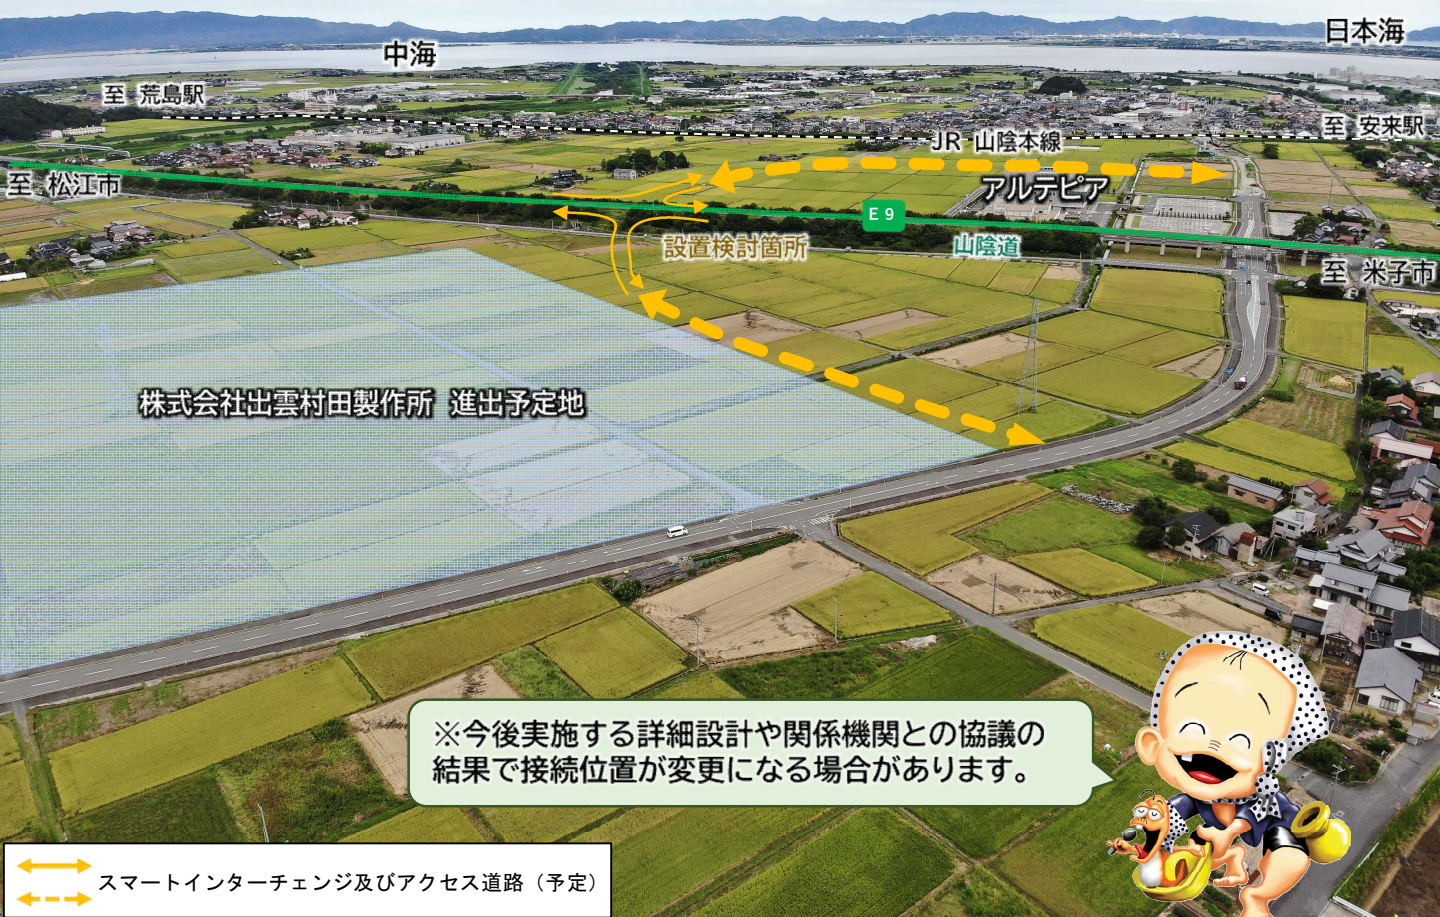 日本海
中海
至 荒島駅
至 安来駅
JR 山陰本線
至 松江市
アルテピア
E9
設置検討箇所
山陰道
至 米子市
株式会社出雲村田製作所 進出予定地
※今後実施する詳細設計や関係機関との協議の
結果で接続位置が変更になる場合があります。
スマートインターチェンジ及びアクセス道路（予定）